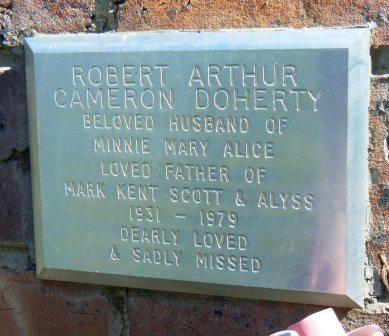 ROBERT ARTHUR
CAMERON DOHERTY
BELOVED HUSBAND OF
MINNIE MARY ALICE
LOVED FATHER OF
MARK KENT SCOTT & ALYSS
1931 - 1979
DEARLY LOVED
& SADLY MISSED